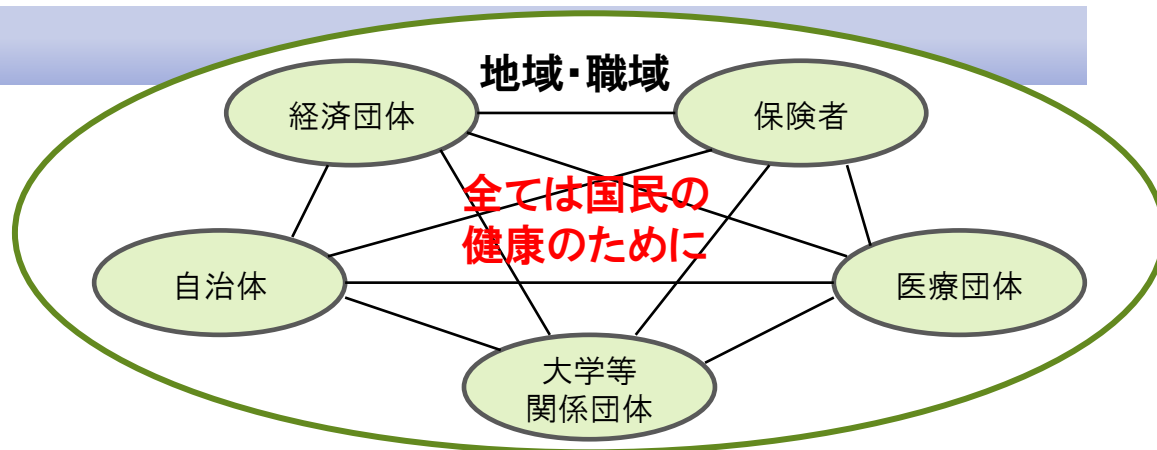 地域・職域
経済団体
保険者
全ては国民の
健康のために
自治体
医療団体
大学等
関係団体